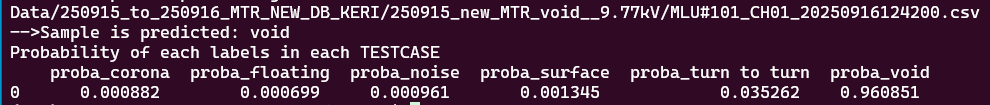 Data/250915_to_250916_MTR_NEW_DB_KERI/250915_new_MTR_void__9.77kV/MLU#101_CH01_20250916124200.csv
-->Sample is predicted: void
Probability of each labels in each TESTCASE
proba_corona proba_floating proba_noise proba_surface proba_turn to turn proba_void
0 0.000882 0.000699 0.000961 0.001345 0.035262 0.960851